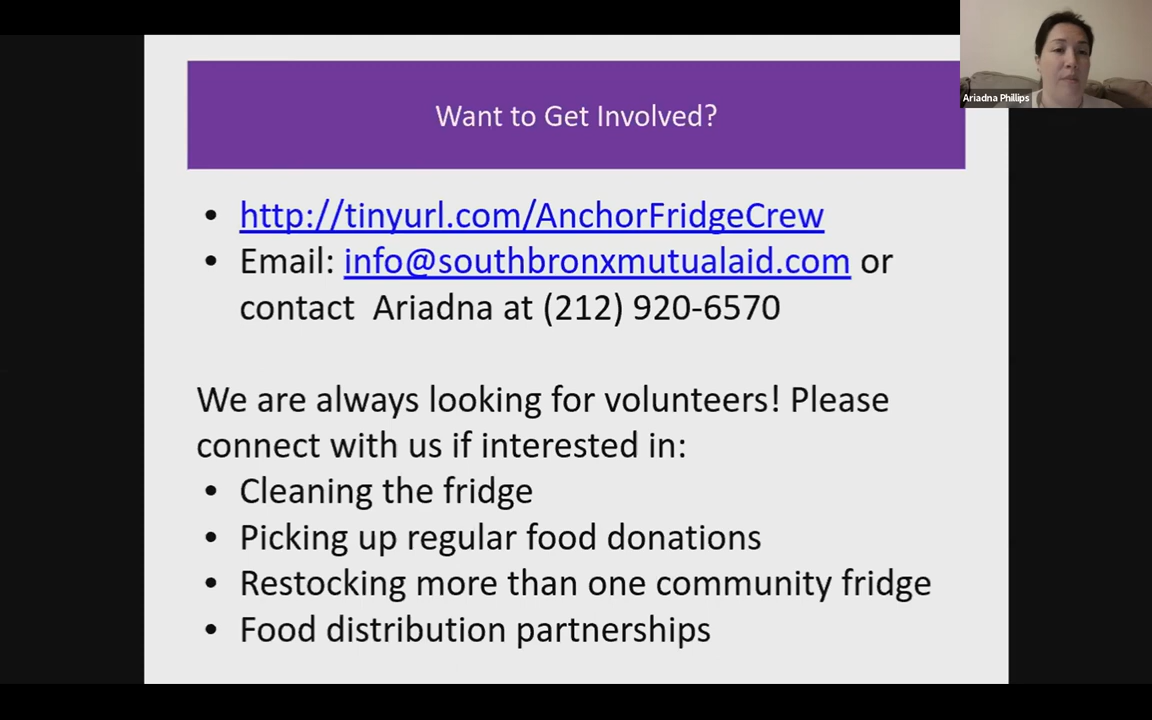 Ariadna Phillips
Want to Get Involved?
• http://tinyurl.com/AnchorFridgeCrew
• Email: info@southbronxmutualaid.com or
contact  Ariadna at (212) 920-6570
We are always looking for volunteers! Please
connect with us if interested in:
• Cleaning the fridge
• Picking up regular food donations
• Restocking more than one community fridge
• Food distribution partnerships